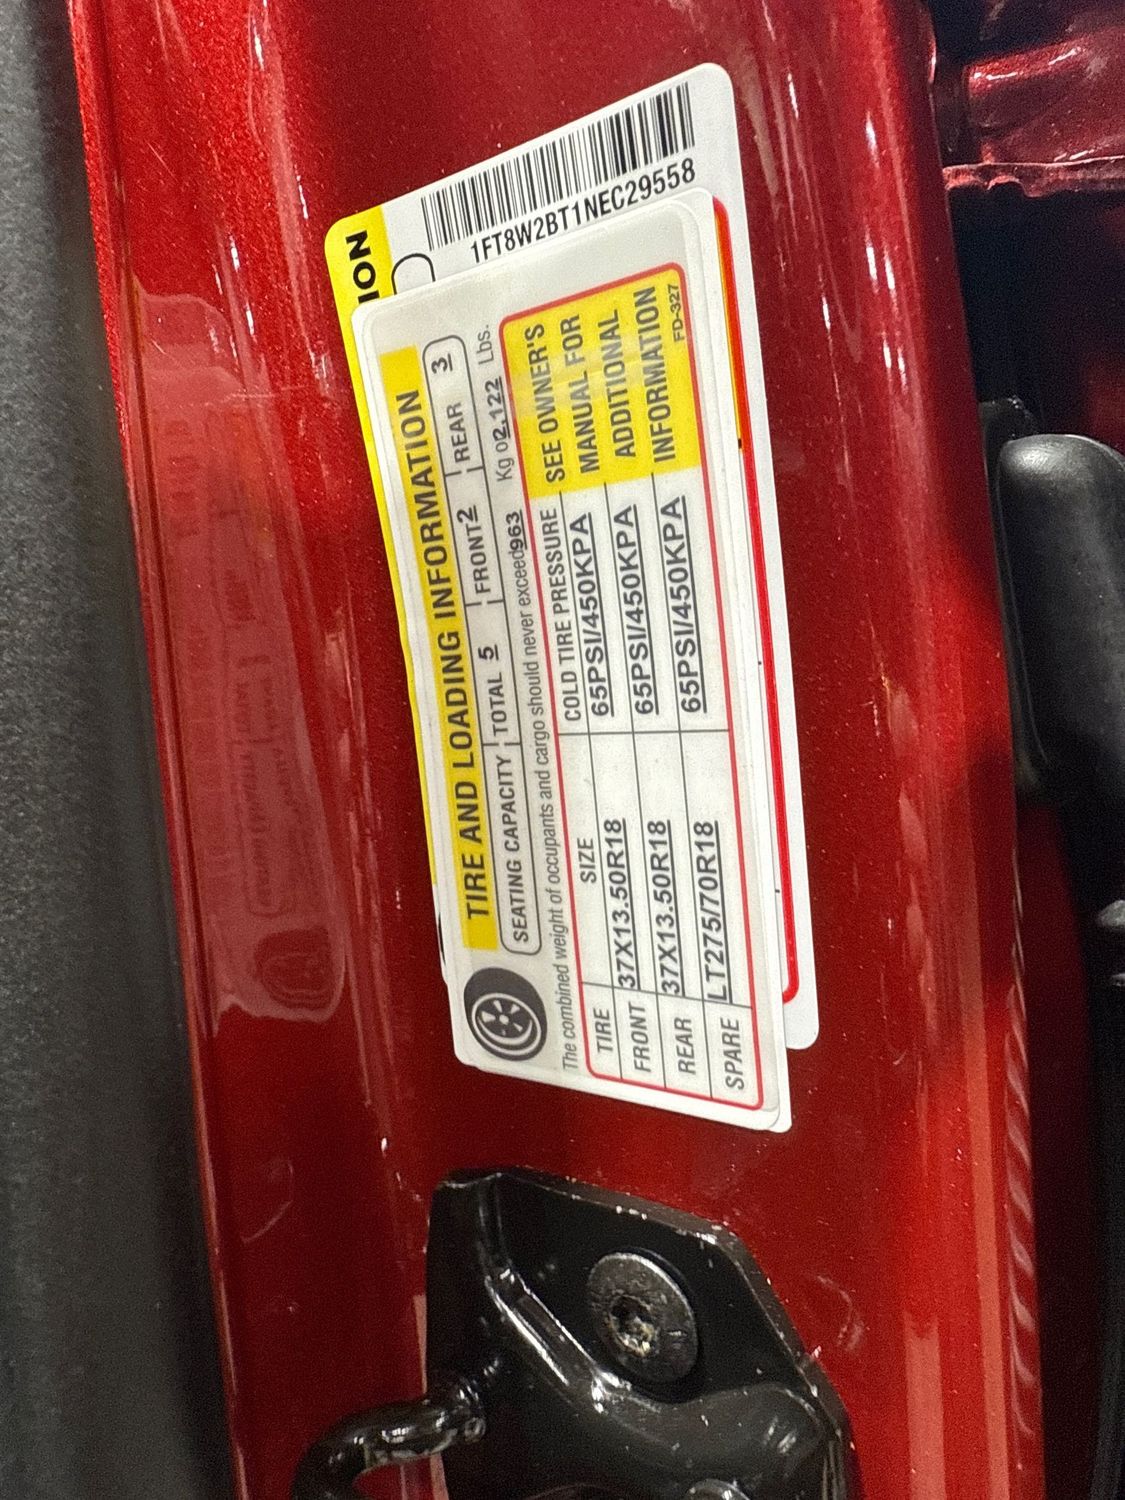 ION
1FT8W2BT1NEC29558
TIRE AND LOADING INFORMATION
SEATING CAPACITY TOTAL 5 FRONT 2 REAR 3
The combined weight of occupants and cargo should never exceed 963 Kg 02,122 Lbs.
TIRE SIZE COLD TIRE PRESSURE
FRONT 37X13.50R18 65PSI/450KPA
REAR 37X13.50R18 65PSI/450KPA
SPARE LT275/70R18 65PSI/450KPA
SEE OWNER'S
MANUAL FOR
ADDITIONAL
INFORMATION
FD-327